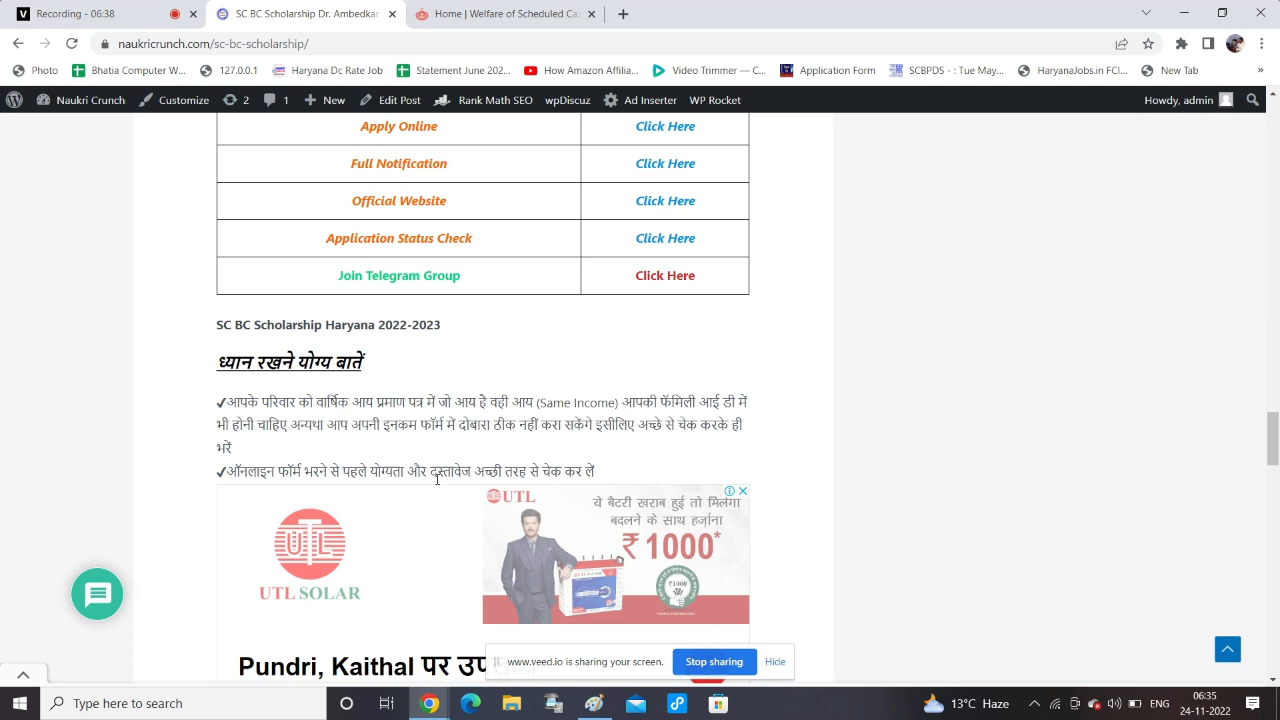 Recording - 06:38
SC BC Scholarship Dr. Ambedkar
Home | Welfare of Scheduled Cas
naukricrunch.com/sc-bc-scholarship/
Photo
Bhatia Computer W...
127.0.0.1
Haryana Dc Rate Job
Statement June 202...
How Amazon Affilia...
Video Trimmer — C...
Application Form
SCBPDS - : Tue May...
HaryanaJobs.in FCI...
New Tab
»
Naukri Crunch
Customize
2
1
New
Edit Post
Rank Math SEO
wpDiscuz
Ad Inserter
WP Rocket
Howdy, admin
Apply Online Click Here
Full Notification Click Here
Official Website Click Here
Application Status Check Click Here
Join Telegram Group Click Here
SC BC Scholarship Haryana 2022-2023
ध्यान रखने योग्य बातें
✔आपके परिवार को वार्षिक आय प्रमाण पत्र में जो आय है वही आय (Same Income) आपकी फॅमिली आई डी में
भी होनी चाहिए अन्यथा आप अपनी इनकम फॉर्म में दोबारा ठीक नहीं करा सकेंगे इसीलिए अच्छे से चेक करके ही
भरें
✔ऑनलाइन फॉर्म भरने से पहले योग्यता और दस्तावेज अच्छी तरह से चेक कर लें
UTL
UTL SOLAR
UTL
ये बैटरी ख़राब हुई तो मिलेगा
बदलने के साथ हर्जाना
₹ 1000*
₹1000
Pundri, Kaithal पर
www.veed.io is sharing your screen.
Stop sharing
Hide
Type here to search
13°C Haze
ENG
06:35
24-11-2022